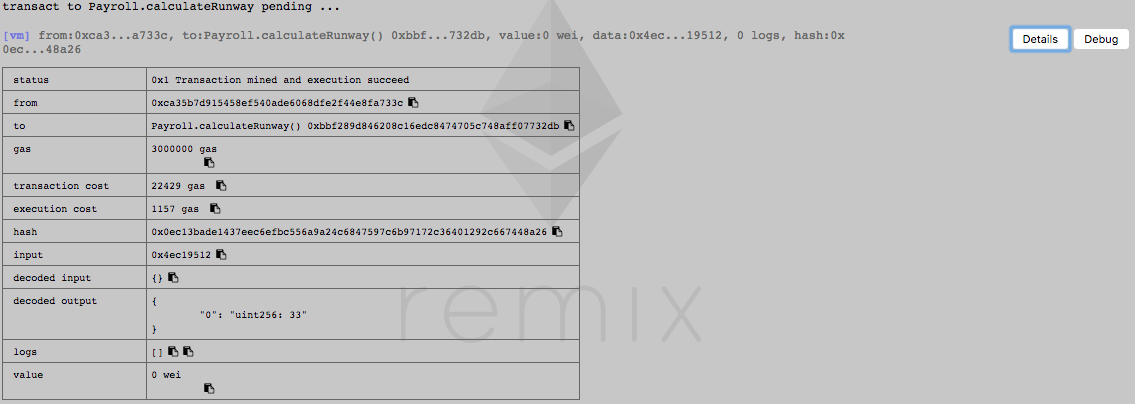 transact to Payroll.calculateRunway pending ...
[vm] from:0xca3...a733c, to:Payroll.calculateRunway() 0xbbf...732db, value:0 wei, data:0x4ec...19512, 0 logs, hash:0x
0ec...48a26
Details
Debug
status 0x1 Transaction mined and execution succeed
from 0xca35b7d915458ef540ade6068dfe2f44e8fa733c
to Payroll.calculateRunway() 0xbbf289d846208c16edc8474705c748aff07732db
gas 3000000 gas
transaction cost 22429 gas
execution cost 1157 gas
hash 0x0ec13bade1437eec6efbc556a9a24c6847597c6b97172c36401292c667448a26
input 0x4ec19512
decoded input {}
decoded output {
"0": "uint256: 33"
}
logs []
value 0 wei
remix